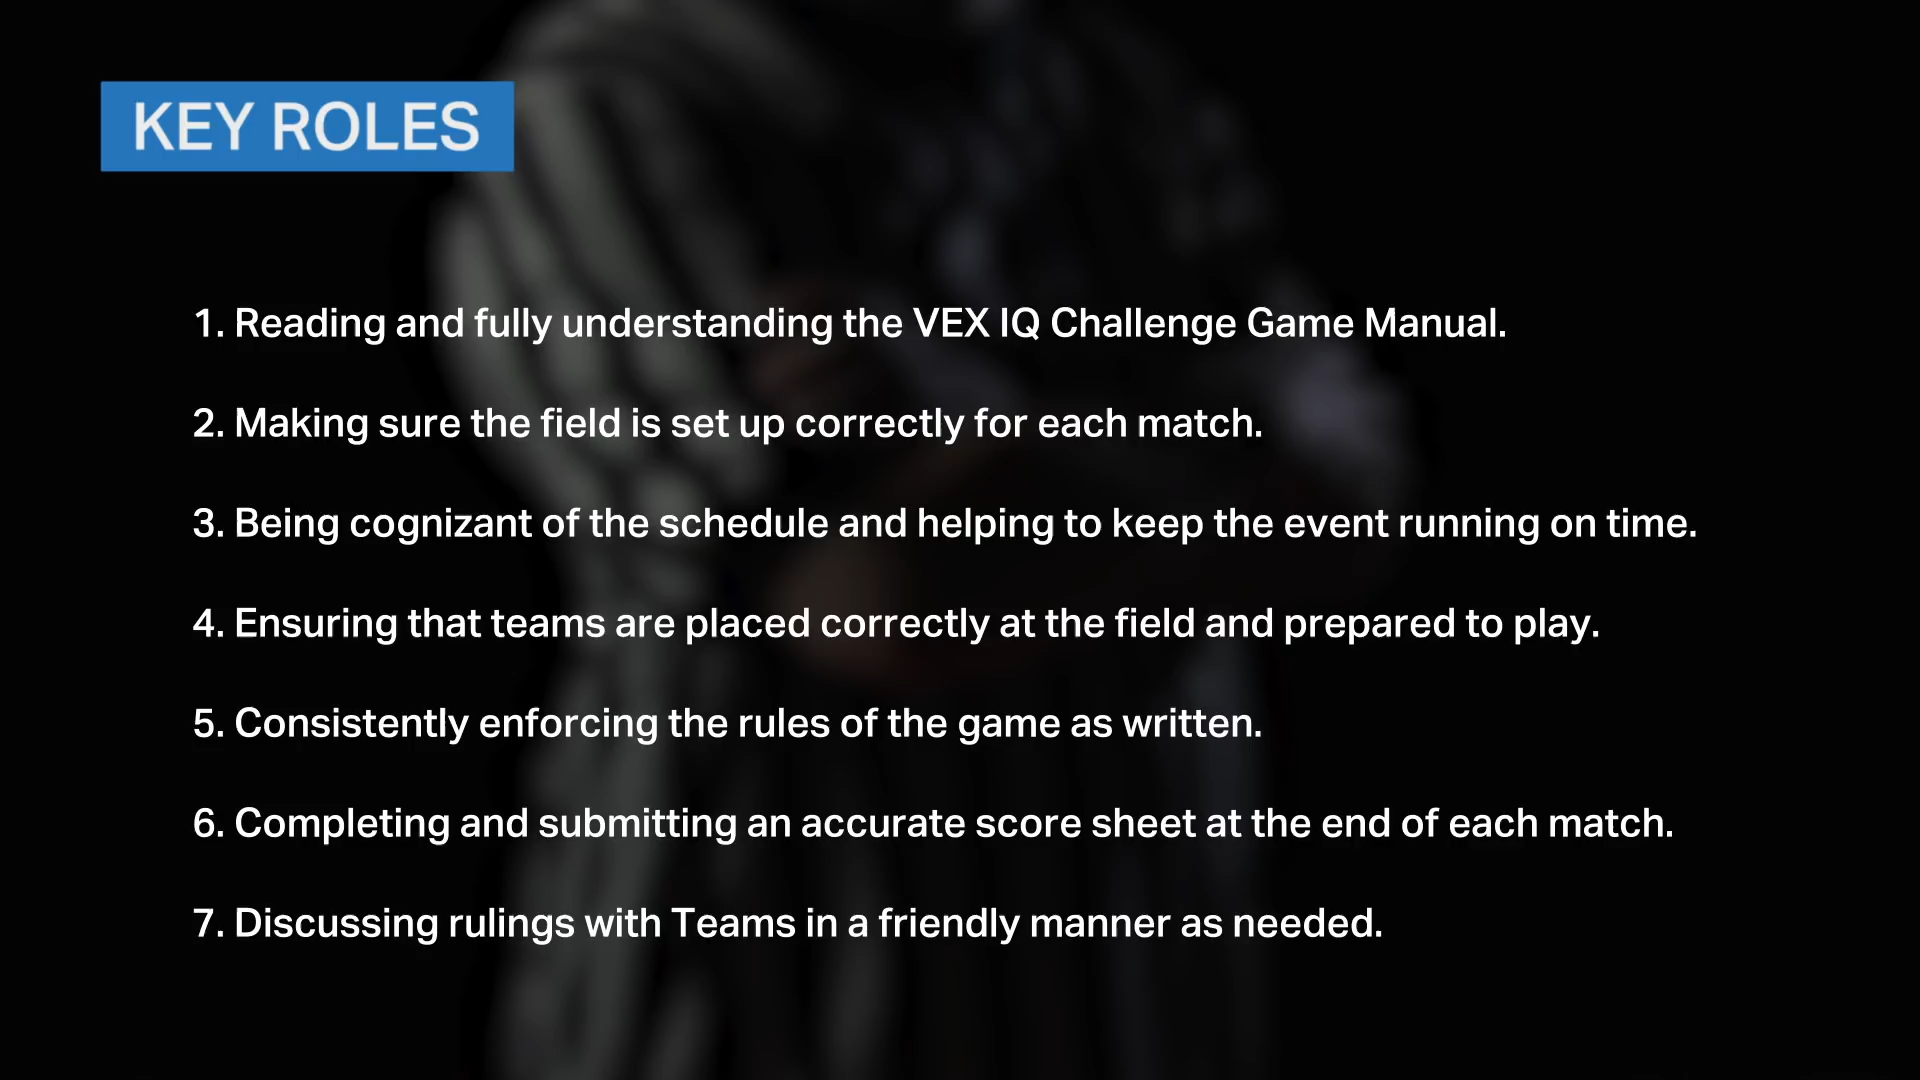 KEY ROLES
1. Reading and fully understanding the VEX IQ Challenge Game Manual.
2. Making sure the field is set up correctly for each match.
3. Being cognizant of the schedule and helping to keep the event running on time.
4. Ensuring that teams are placed correctly at the field and prepared to play.
5. Consistently enforcing the rules of the game as written.
6. Completing and submitting an accurate score sheet at the end of each match.
7. Discussing rulings with Teams in a friendly manner as needed.